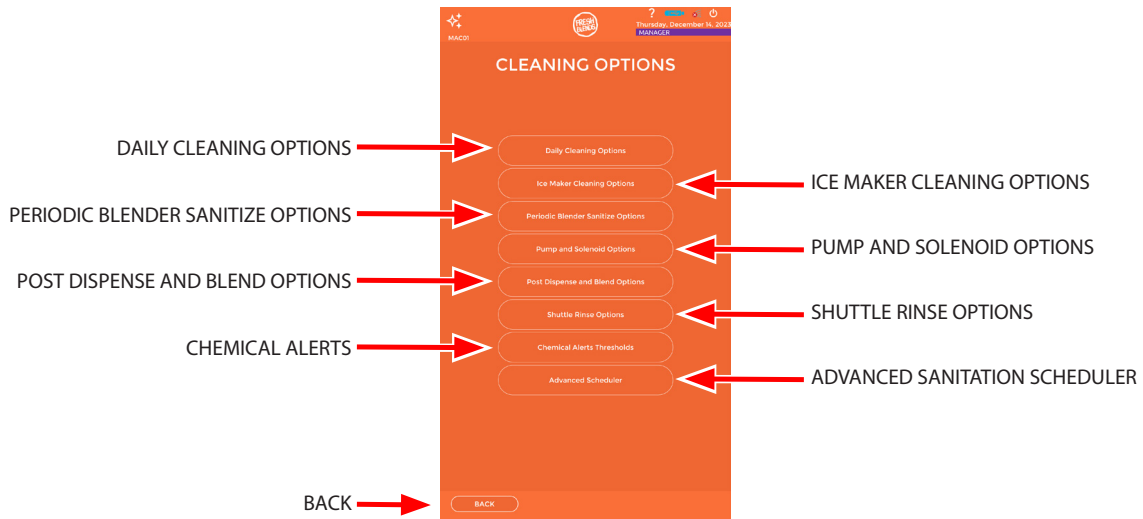 ?
Thursday, December 14, 2023
MANAGER
MAC01
FRESH
BLENDS
CLEANING OPTIONS
DAILY CLEANING OPTIONS
Daily Cleaning Options
Ice Maker Cleaning Options
ICE MAKER CLEANING OPTIONS
PERIODIC BLENDER SANITIZE OPTIONS
Periodic Blender Sanitize Options
Pump and Solenoid Options
PUMP AND SOLENOID OPTIONS
POST DISPENSE AND BLEND OPTIONS
Post Dispense and Blend Options
Shuttle Rinse Options
SHUTTLE RINSE OPTIONS
CHEMICAL ALERTS
Chemical Alerts Thresholds
Advanced Scheduler
ADVANCED SANITATION SCHEDULER
BACK
BACK